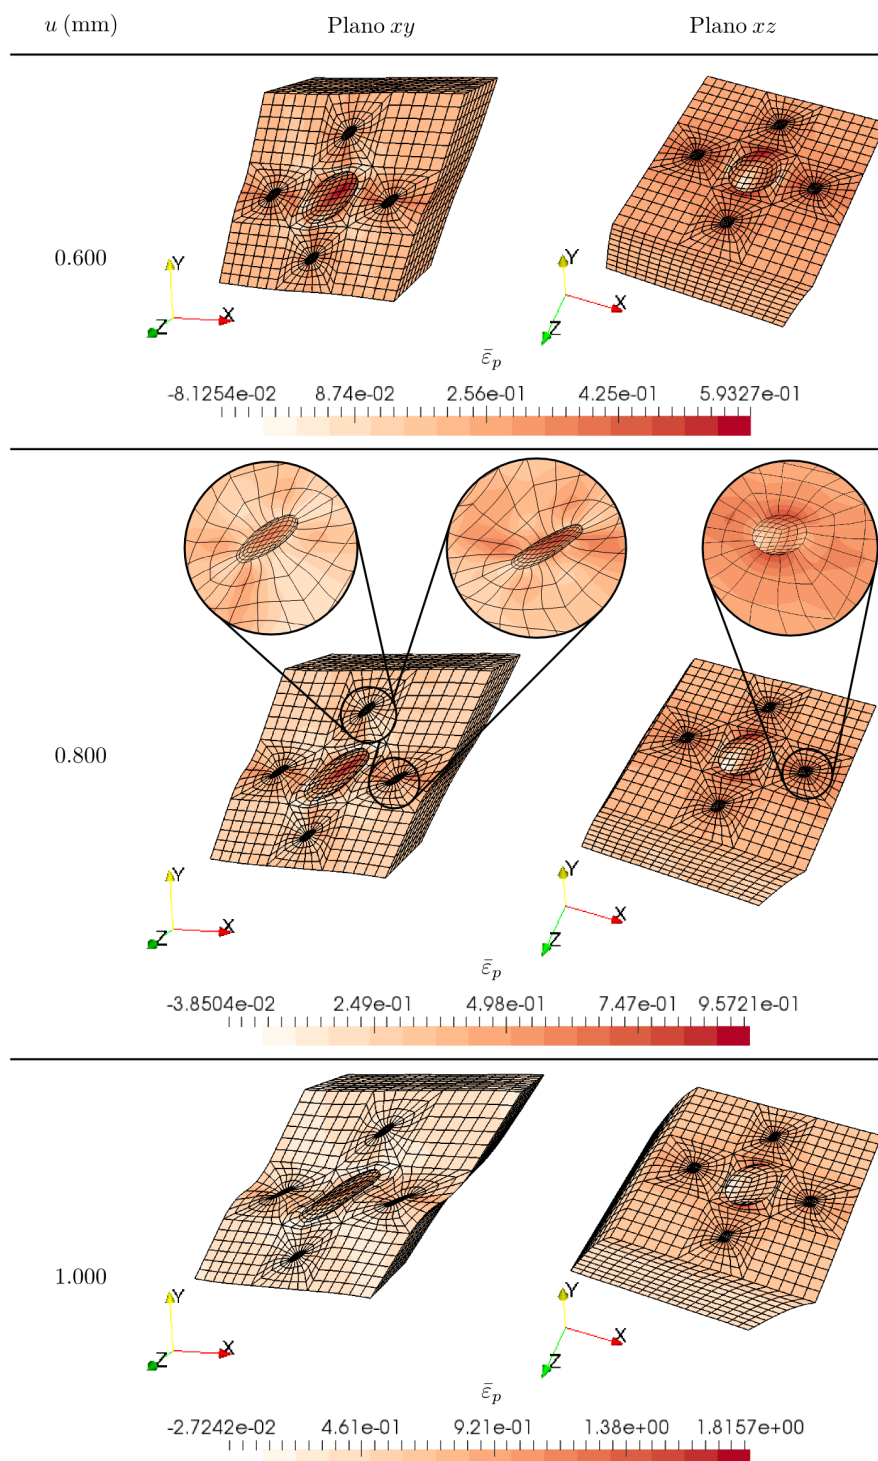 u (mm) Plano xy Plano xz
0.600
Y X Z
Y X Z
ε̄p
-8.1254e-02 8.74e-02 2.56e-01 4.25e-01 5.9327e-01
0.800
Y X Z
Y X Z
ε̄p
-3.8504e-02 2.49e-01 4.98e-01 7.47e-01 9.5721e-01
1.000
Y X Z
Y X Z
ε̄p
-2.7242e-02 4.61e-01 9.21e-01 1.38e+00 1.8157e+00